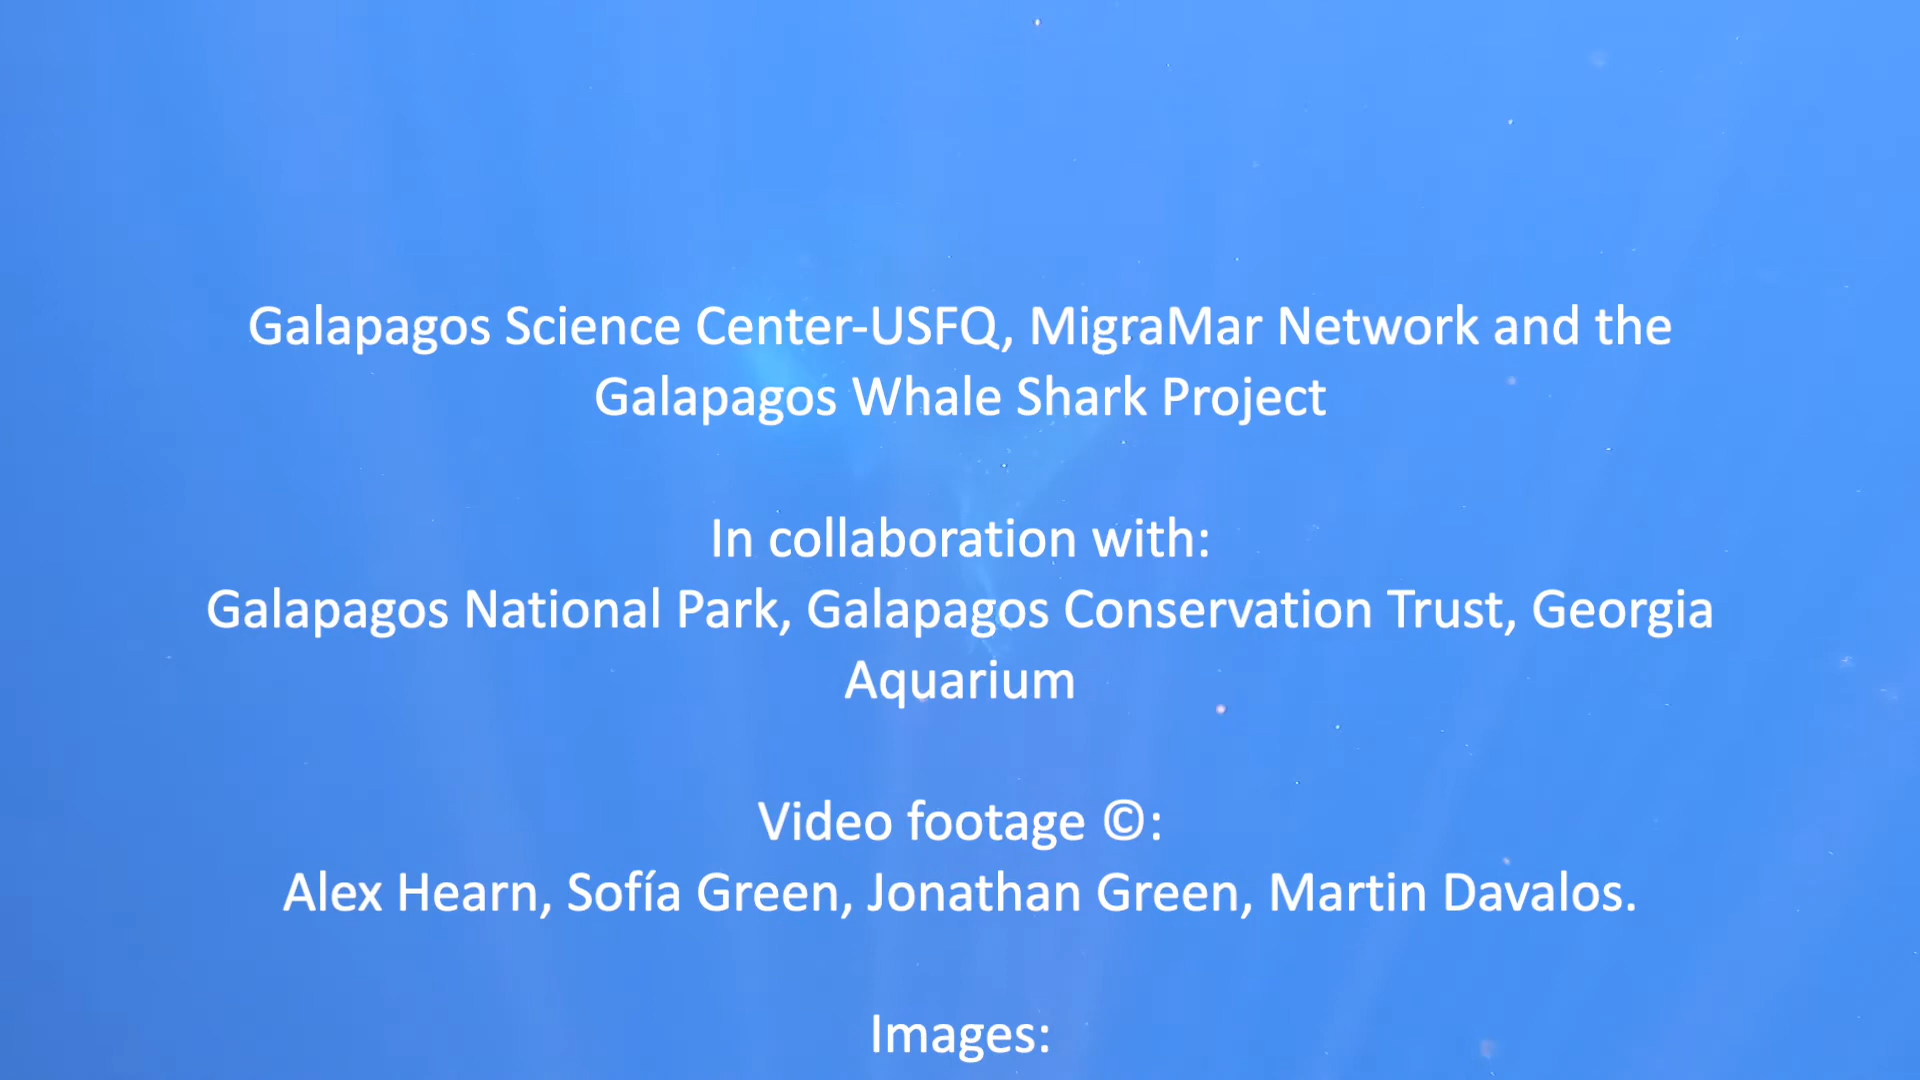 Galapagos Science Center-USFQ, MigraMar Network and the
Galapagos Whale Shark Project
In collaboration with:
Galapagos National Park, Galapagos Conservation Trust, Georgia
Aquarium
Video footage ©:
Alex Hearn, Sofía Green, Jonathan Green, Martin Davalos.
Images: